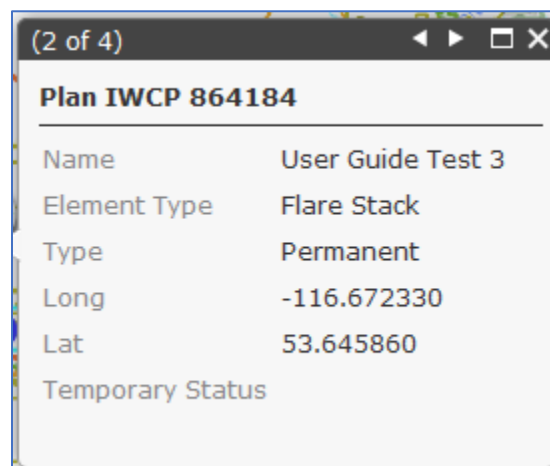 (2 of 4)
Plan IWCP 864184
Name User Guide Test 3
Element Type Flare Stack
Type Permanent
Long -116.672330
Lat 53.645860
Temporary Status